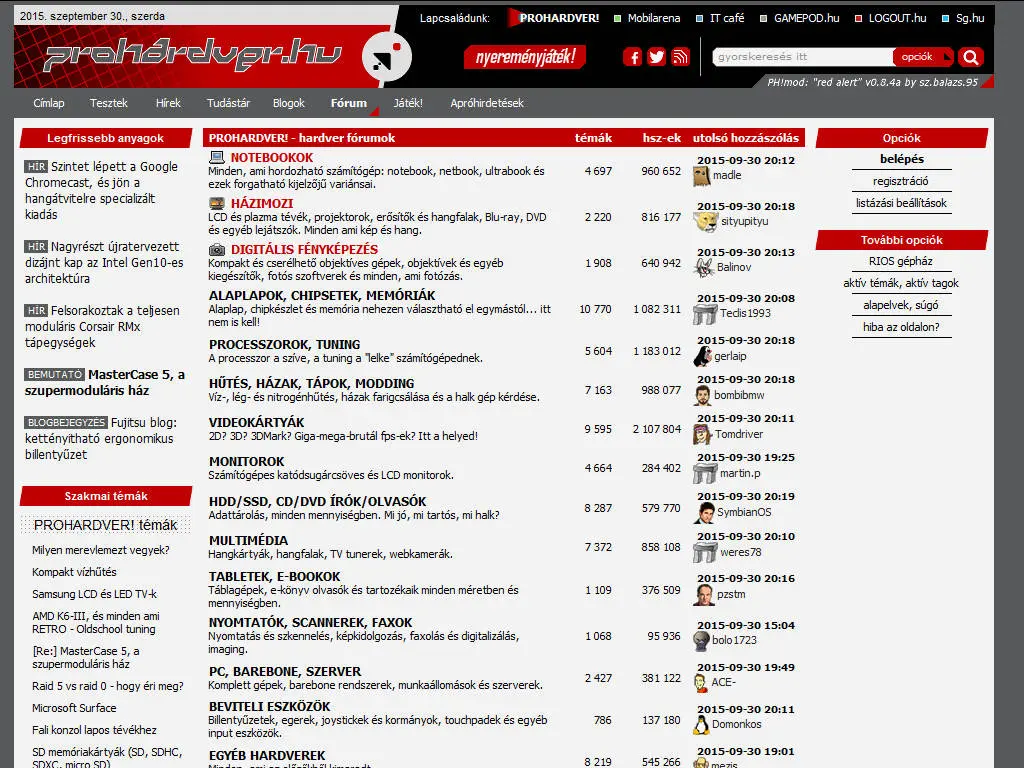 2015. szeptember 30., szerda
Lapcsaládunk: PROHARDVER! Mobilarena IT café GAMEPOD.hu LOGOUT.hu Sg.hu
prohardver.hu
nyereményjáték!
gyorskeresés itt opciók
PH!mod: "red alert" v0.8.4a by sz.balazs.95
Címlap Tesztek Hírek Tudástár Blogok Fórum Játék! Apróhirdetések
Legfrissebb anyagok
HÍR Szintet lépett a Google
Chromecast, és jön a
hangátvitelre specializált
kiadás
HÍR Nagyrészt újratervezett
dizájnt kap az Intel Gen10-es
architektúra
HÍR Felsorakoztak a teljesen
moduláris Corsair RMx
tápegységek
BEMUTATÓ MasterCase 5, a
szupermoduláris ház
BLOGBEJEGYZÉS Fujitsu blog:
kettényitható ergonomikus
billentyűzet
Szakmai témák
PROHARDVER! témák
Milyen merevlemezt vegyek?
Kompakt vízhűtés
Samsung LCD és LED TV-k
AMD K6-III, és minden ami
RETRO - Oldschool tuning
[Re:] MasterCase 5, a
szupermoduláris ház
Raid 5 vs raid 0 - hogy éri meg?
Microsoft Surface
Fali konzol lapos tévékhez
SD memóriakártyák (SD, SDHC,
SDXC, micro SD)
PROHARDVER! - hardver fórumok témák hsz-ek utolsó hozzászólás
NOTEBOOKOK
Minden, ami hordozható számítógép: notebook, netbook, ultrabook és
ezek forgatható kijelzőjű variánsai.
4 697 960 652
2015-09-30 20:12
madle
HÁZIMOZI
LCD és plazma tévék, projektorok, erősítők és hangfalak, Blu-ray, DVD
és egyéb lejátszók. Minden ami kép és hang.
2 220 816 177
2015-09-30 20:18
sityupityu
DIGITÁLIS FÉNYKÉPEZÉS
Kompakt és cserélhető objektíves gépek, objektívek és egyéb
kiegészítők, fotós szoftverek és minden, ami fotózás.
1 908 640 942
2015-09-30 20:13
Balinov
ALAPLAPOK, CHIPSETEK, MEMÓRIÁK
Alaplap, chipkészlet és memória nehezen választható el egymástól... itt
nem is kell!
10 770 1 082 311
2015-09-30 20:08
Teclis1993
PROCESSZOROK, TUNING
A processzor a szíve, a tuning a "lelke" számítógépednek.
5 604 1 183 012
2015-09-30 20:18
gerlaip
HŰTÉS, HÁZAK, TÁPOK, MODDING
Víz-, lég- és nitrogénhűtés, házak farigcsálása és a halk gép kérdése.
7 163 988 077
2015-09-30 20:18
bombibmw
VIDEOKÁRTYÁK
2D? 3D? 3DMark? Giga-mega-brutál fps-ek? Itt a helyed!
9 595 2 107 804
2015-09-30 20:11
Tomdriver
MONITOROK
Számítógépes katódsugárcsöves és LCD monitorok.
4 664 284 402
2015-09-30 19:25
martin.p
HDD/SSD, CD/DVD ÍRÓK/OLVASÓK
Adattárolás, minden mennyiségben. Mi jó, mi tartós, mi halk?
8 287 579 770
2015-09-30 20:19
SymbianOS
MULTIMÉDIA
Hangkártyák, hangfalak, TV tunerek, webkamerák.
7 372 858 108
2015-09-30 20:10
weres78
TABLETEK, E-BOOKOK
Táblagépek, e-könyv olvasók és tartozékaik minden méretben és
mennyiségben.
1 109 376 509
2015-09-30 20:16
pzstm
NYOMTATÓK, SCANNEREK, FAXOK
Nyomtatás és szkennelés, képkidolgozás, faxolás és digitalizálás,
imaging.
1 068 95 936
2015-09-30 15:04
bolo1723
PC, BAREBONE, SZERVER
Komplett gépek, barebone rendszerek, munkaállomások és szerverek.
2 427 381 122
2015-09-30 19:49
ACE-
BEVITELI ESZKÖZÖK
Billentyűzetek, egerek, joystickek és kormányok, touchpadek és egyéb
input eszközök.
786 137 180
2015-09-30 20:11
Domonkos
EGYÉB HARDVEREK
Minden, ami az előzőkből kimaradt.
8 219 545 266
2015-09-30 19:01
mezis
Opciók
belépés
regisztráció
listázási beállítások
További opciók
RIOS gépház
aktív témák, aktív tagok
alapelvek, súgó
hiba az oldalon?